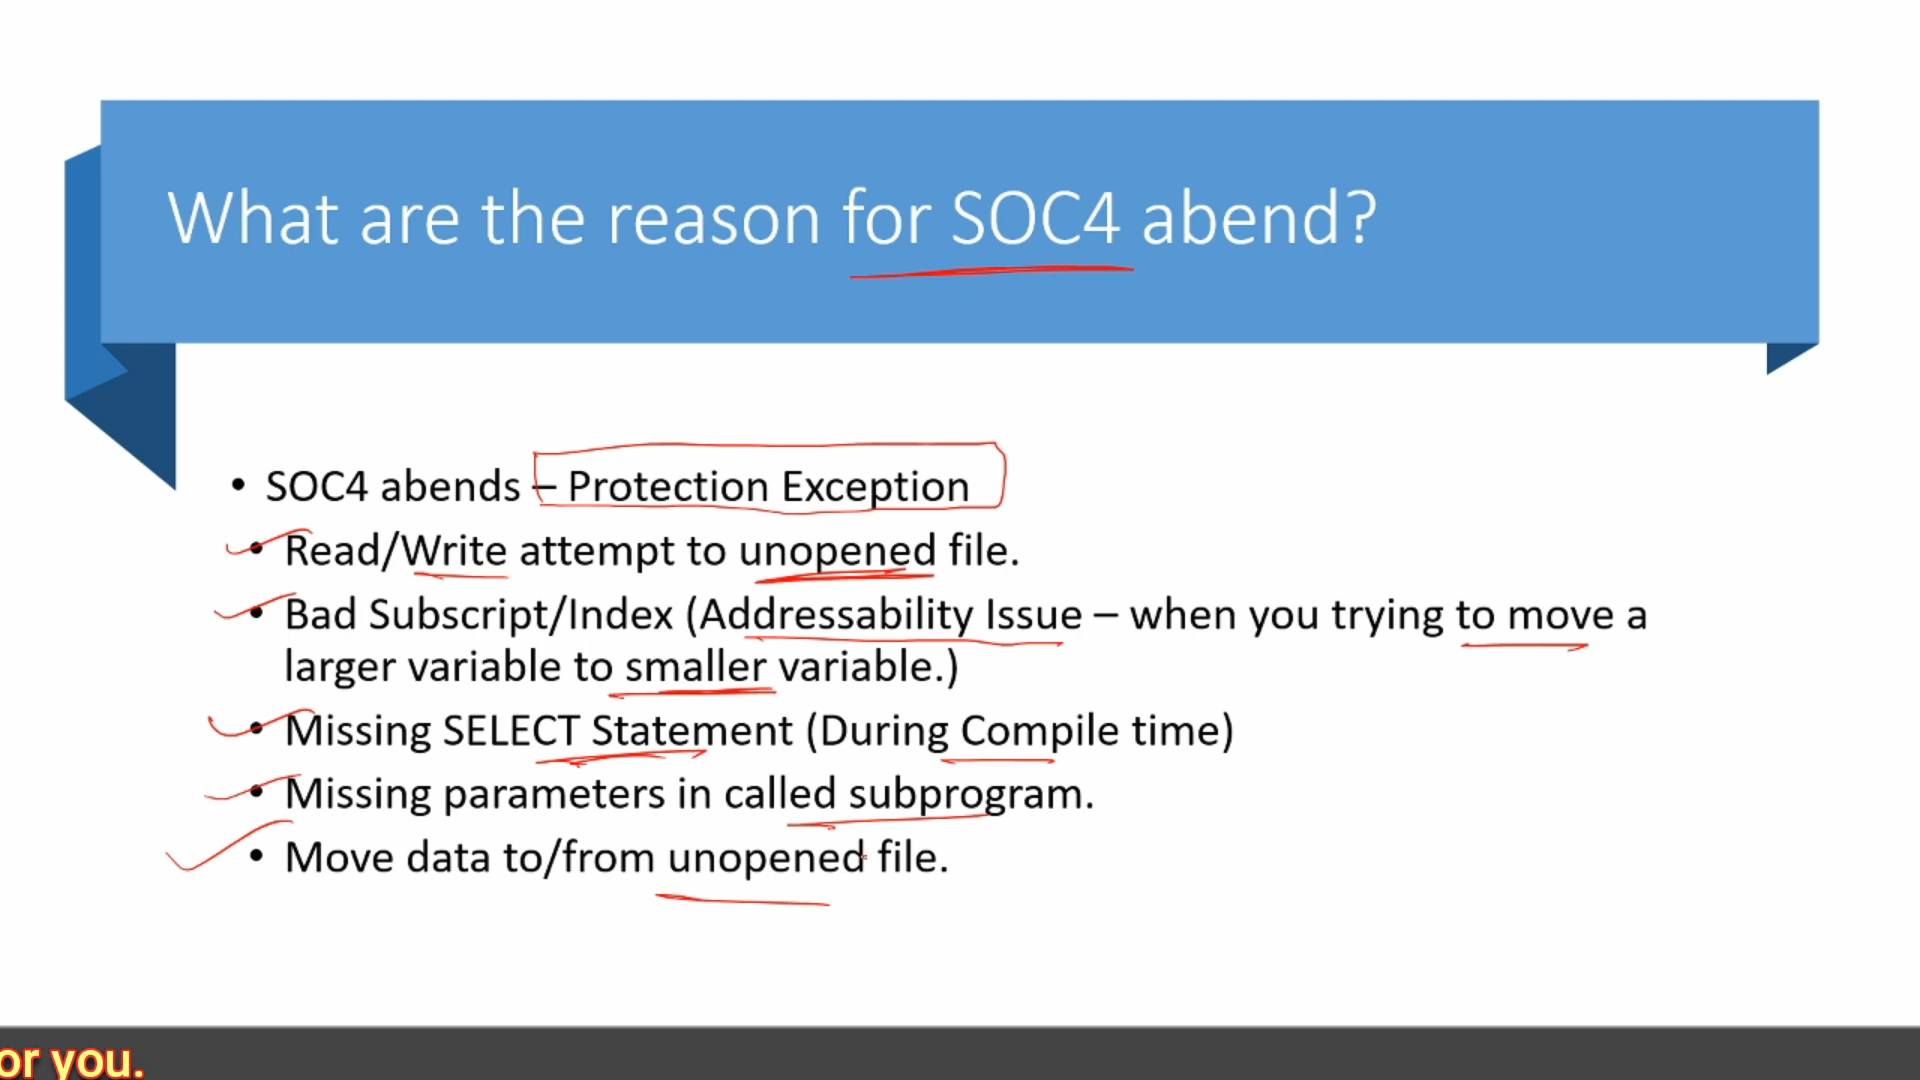 What are the reason for SOC4 abend?
• SOC4 abends – Protection Exception
• Read/Write attempt to unopened file.
• Bad Subscript/Index (Addressability Issue – when you trying to move a
larger variable to smaller variable.)
• Missing SELECT Statement (During Compile time)
• Missing parameters in called subprogram.
• Move data to/from unopened file.
or you.